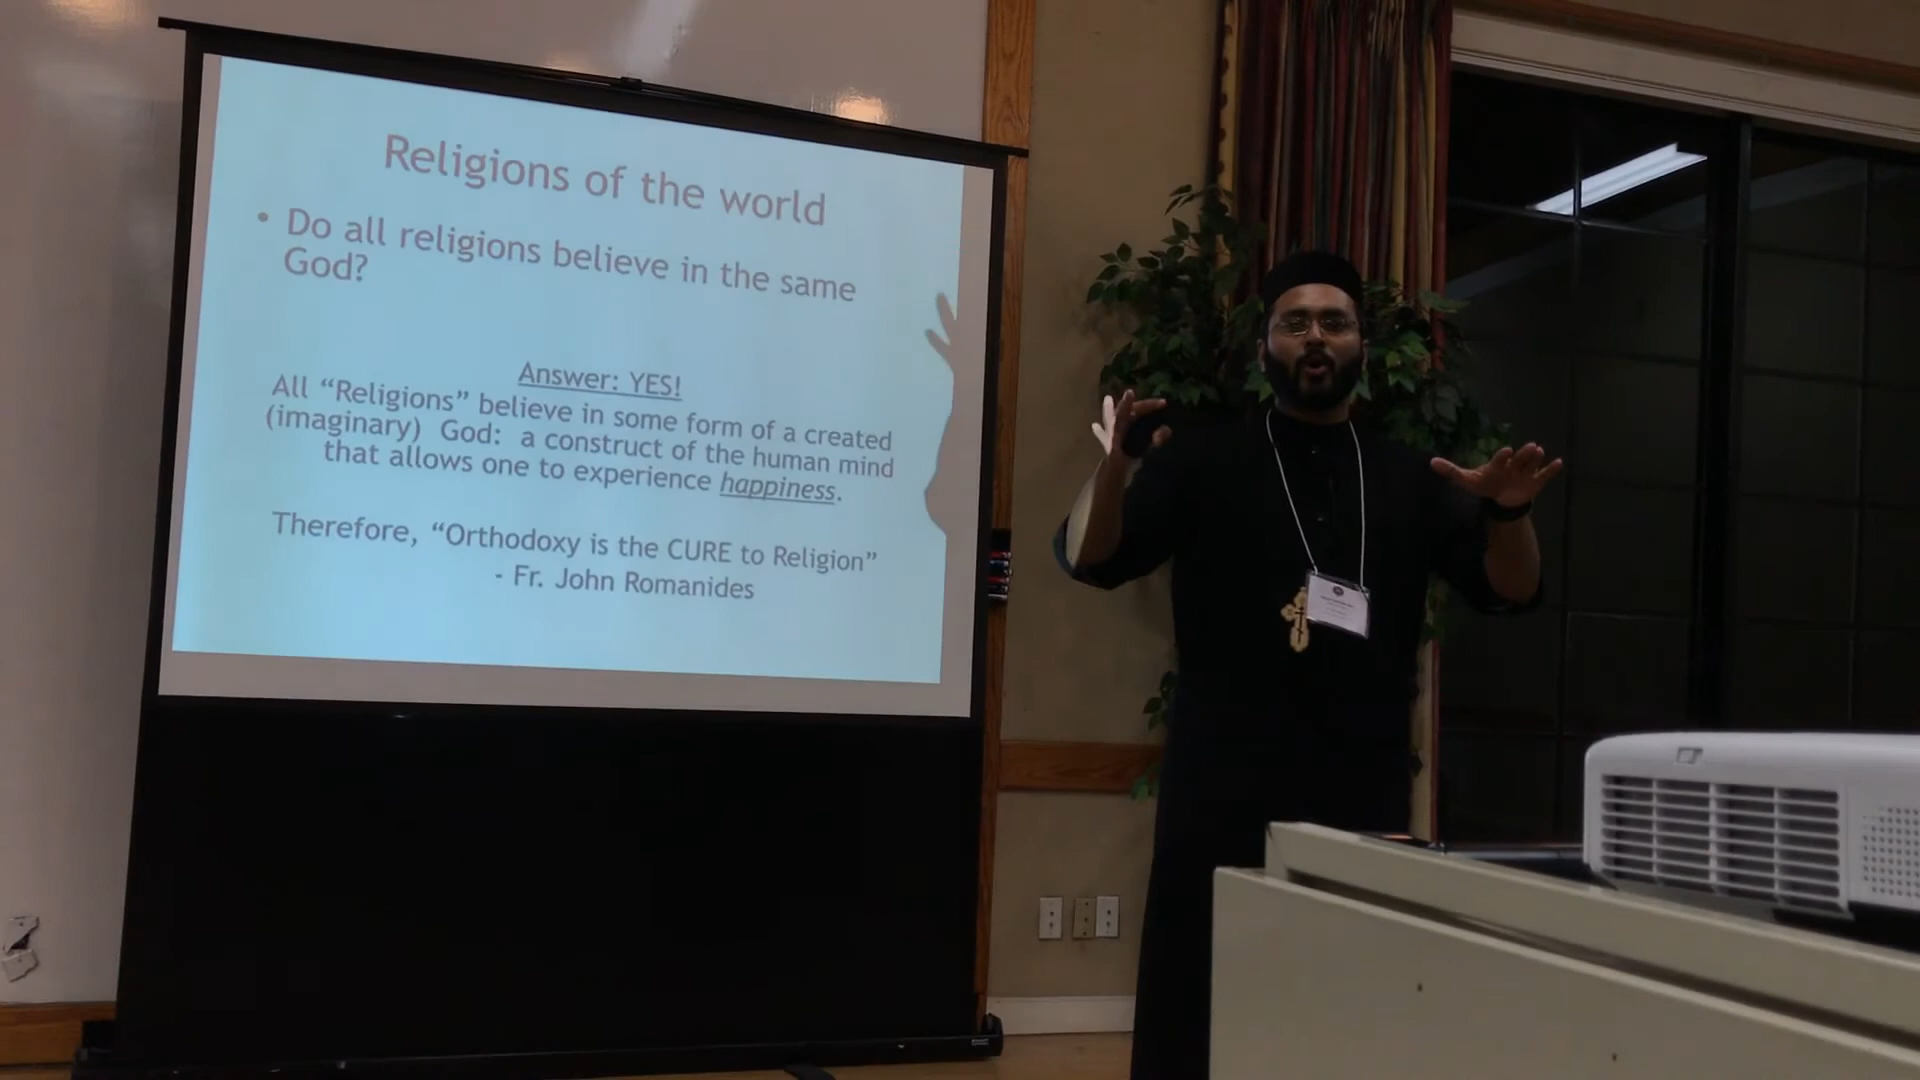 Religions of the world
• Do all religions believe in the same
God?
Answer: YES!
All “Religions” believe in some form of a created
(imaginary) God: a construct of the human mind
that allows one to experience happiness.
Therefore, “Orthodoxy is the CURE to Religion”
- Fr. John Romanides